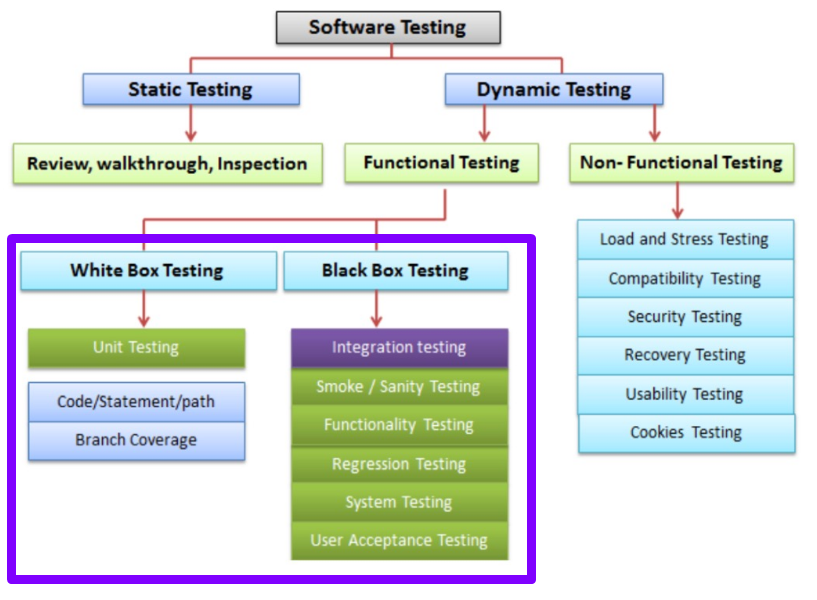 Software Testing
Static Testing
Dynamic Testing
Review, walkthrough, Inspection
Functional Testing
Non- Functional Testing
White Box Testing
Black Box Testing
Unit Testing
Code/Statement/path
Branch Coverage
Integration testing
Smoke / Sanity Testing
Functionality Testing
Regression Testing
System Testing
User Acceptance Testing
Load and Stress Testing
Compatibility Testing
Security Testing
Recovery Testing
Usability Testing
Cookies Testing